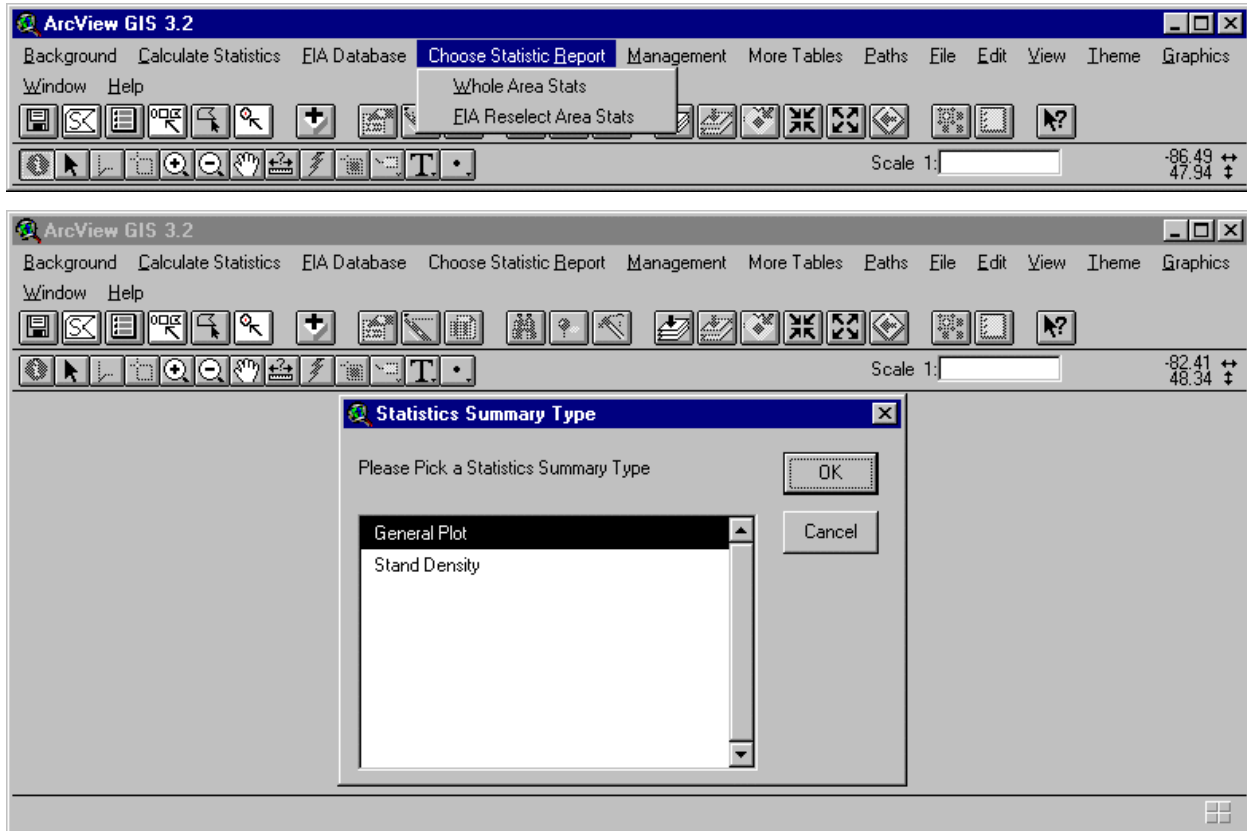 ArcView GIS 3.2
Background Calculate Statistics FIA Database Choose Statistic Report Management More Tables Paths File Edit View Theme Graphics
Window Help
Whole Area Stats
FIA Reselect Area Stats
T
Scale 1:
-86.49
47.94
ArcView GIS 3.2
Background Calculate Statistics FIA Database Choose Statistic Report Management More Tables Paths File Edit View Theme Graphics
Window Help
T
Scale 1:
-82.41
48.34
Statistics Summary Type
Please Pick a Statistics Summary Type
OK
Cancel
General Plot
Stand Density